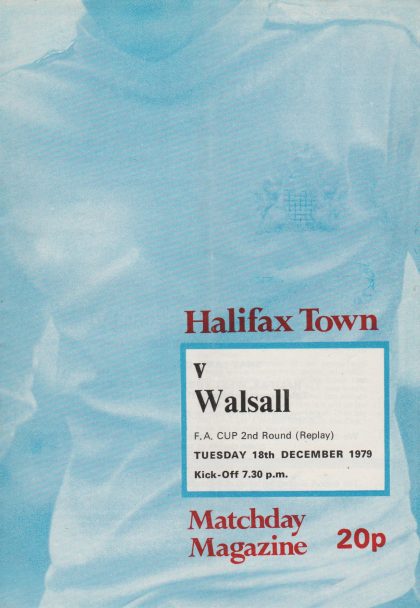 Halifax Town
v
Walsall
F.A. CUP 2nd Round (Replay)
TUESDAY 18th DECEMBER 1979
Kick-Off 7.30 p.m.
Matchday
Magazine 20p